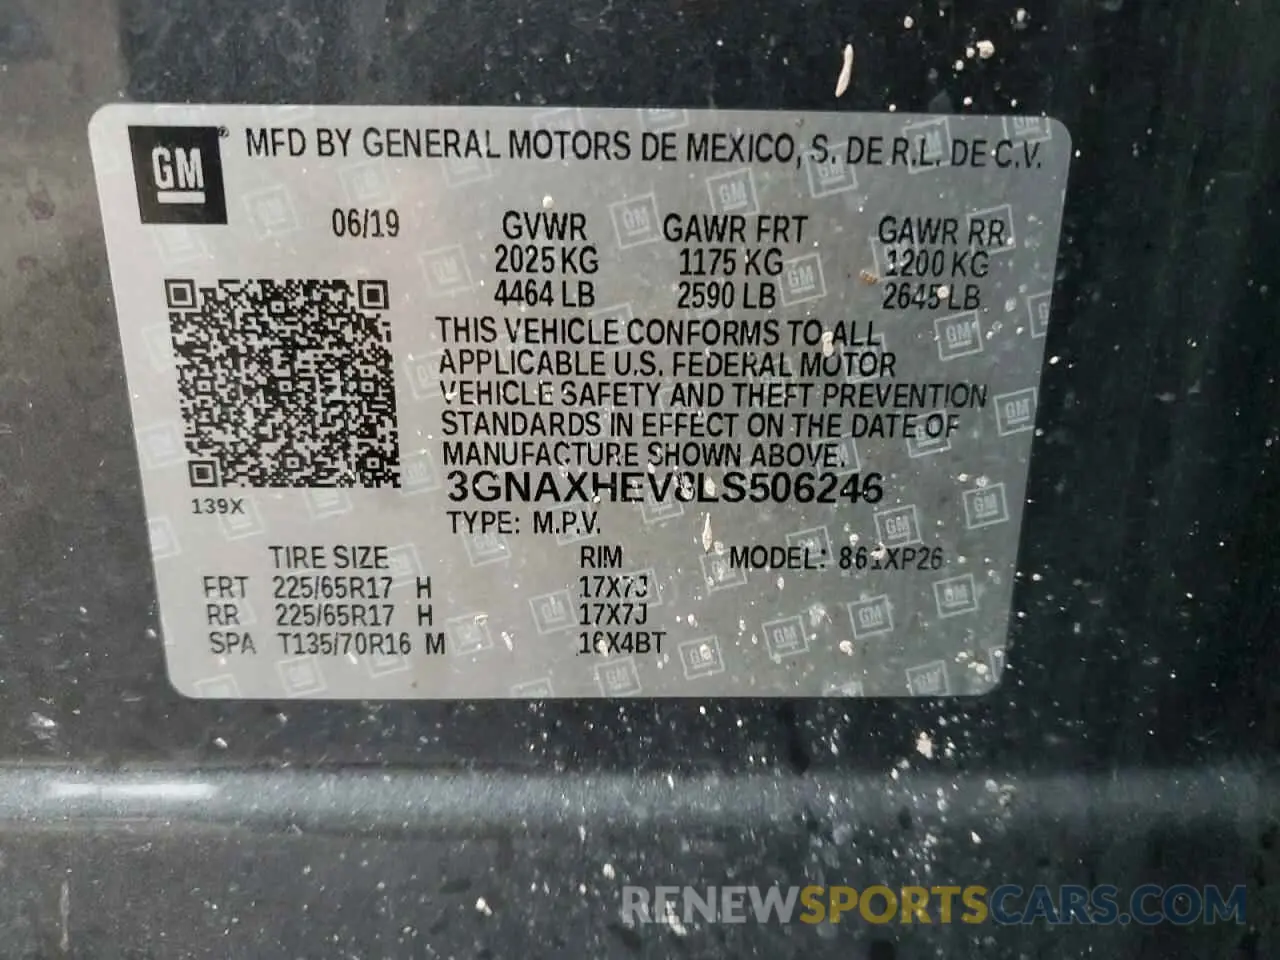 GM® MFD BY GENERAL MOTORS DE MEXICO, S. DE R.L. DE C.V.
06/19 GVWR GAWR FRT GAWR RR
2025 KG 1175 KG 1200 KG
4464 LB 2590 LB 2645 LB
THIS VEHICLE CONFORMS TO ALL
APPLICABLE U.S. FEDERAL MOTOR
VEHICLE SAFETY AND THEFT PREVENTION
STANDARDS IN EFFECT ON THE DATE OF
MANUFACTURE SHOWN ABOVE.
3GNAXHEV8LS506246
139X
TYPE: M.P.V.
TIRE SIZE RIM MODEL: 861XP26
FRT 225/65R17 H 17X7J
RR 225/65R17 H 17X7J
SPA T135/70R16 M 16X4BT
RENEWSPORTSCARS.COM